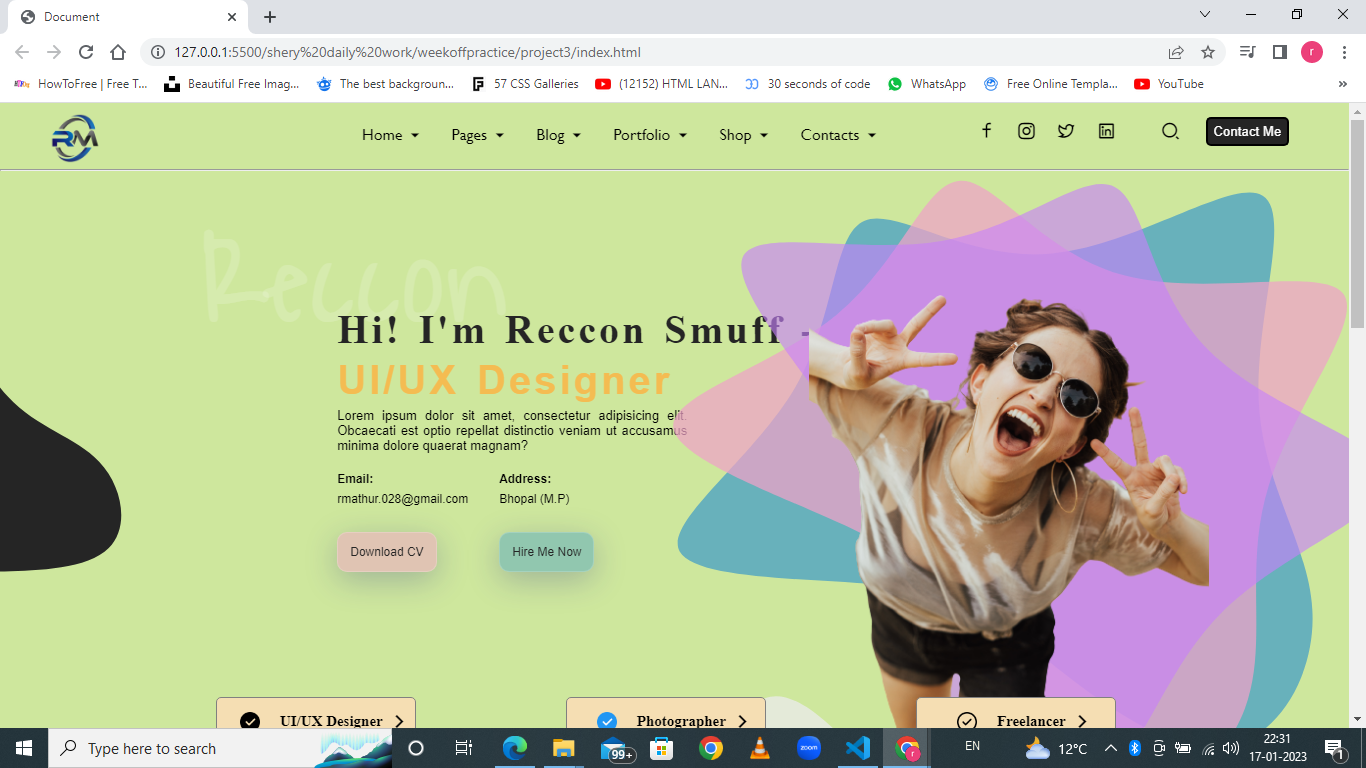 Document
127.0.0.1:5500/shery%20daily%20work/weekoffpractice/project3/index.html
r
HowToFree | Free T...
Beautiful Free Imag...
The best backgroun...
57 CSS Galleries
(12152) HTML LAN...
30 seconds of code
WhatsApp
Free Online Templa...
YouTube
»
RM
Home
Pages
Blog
Portfolio
Shop
Contacts
Contact Me
Reccon
Hi! I'm Reccon Smuff -
UI/UX Designer
Lorem ipsum dolor sit amet, consectetur adipisicing elit.
Obcaecati est optio repellat distinctio veniam ut accusamus
minima dolore quaerat magnam?
Email:
Address:
rmathur.028@gmail.com
Bhopal (M.P)
Download CV
Hire Me Now
UI/UX Designer
Photographer
Freelancer
Type here to search
99+
zoom
r
12°C
EN
22:31
17-01-2023
1